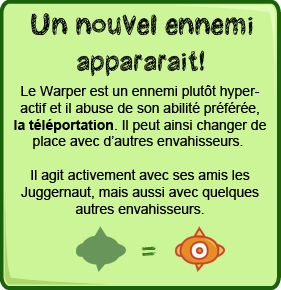 Un nouvel ennemi
appararait!
Le Warper est un ennemi plutôt hyper-
actif et il abuse de son abilité préférée,
la téléportation. Il peut ainsi changer de
place avec d'autres envahisseurs.
Il agit activement avec ses amis les
Juggernaut, mais aussi avec quelques
autres envahisseurs.
=